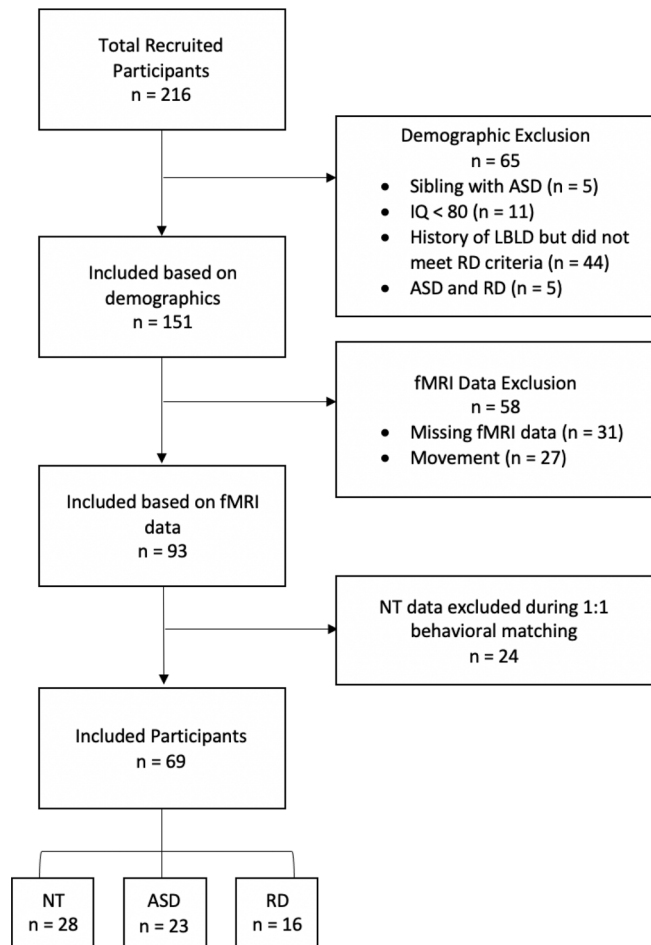 Total Recruited
Participants
n = 216
Demographic Exclusion
n = 65
• Sibling with ASD (n = 5)
• IQ < 80 (n = 11)
• History of LBLD but did not
meet RD criteria (n = 44)
• ASD and RD (n = 5)
Included based on
demographics
n = 151
fMRI Data Exclusion
n = 58
• Missing fMRI data (n = 31)
• Movement (n = 27)
Included based on fMRI
data
n = 93
NT data excluded during 1:1
behavioral matching
n = 24
Included Participants
n = 69
NT
n = 28
ASD
n = 23
RD
n = 16